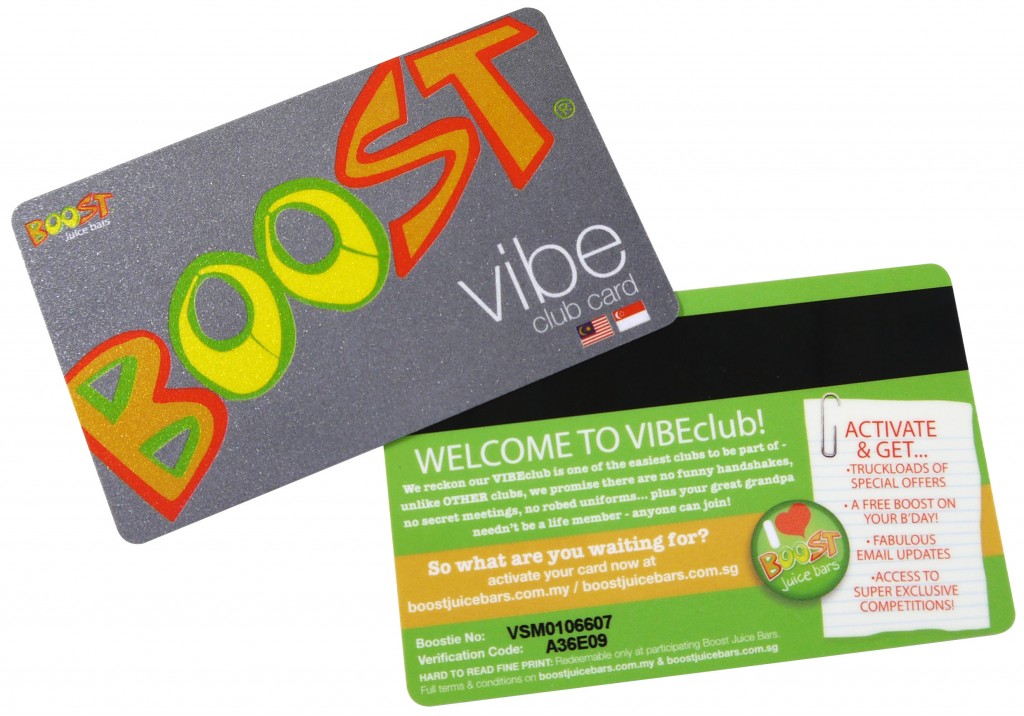 BOOST
®
BOOST
juice bars
vibe
club card
WELCOME TO VIBEclub!
We reckon our VIBEclub is one of the easiest clubs to be part of -
unlike OTHER clubs, we promise there are no funny handshakes,
no secret meetings, no robed uniforms... plus your great grandpa
needn't be a life member - anyone can join!
So what are you waiting for?
activate your card now at
boostjuicebars.com.my / boostjuicebars.com.sg
Boostie No: VSM0106607
Verification Code: A36E09
HARD TO READ FINE PRINT: Redeemable only at participating Boost Juice Bars.
Full terms & conditions on boostjuicebars.com.my & boostjuicebars.com.sg
I
BOOST
juice bars
ACTIVATE
& GET...
•TRUCKLOADS OF
SPECIAL OFFERS
• A FREE BOOST ON
YOUR B'DAY!
• FABULOUS
EMAIL UPDATES
•ACCESS TO
SUPER EXCLUSIVE
COMPETITIONS!